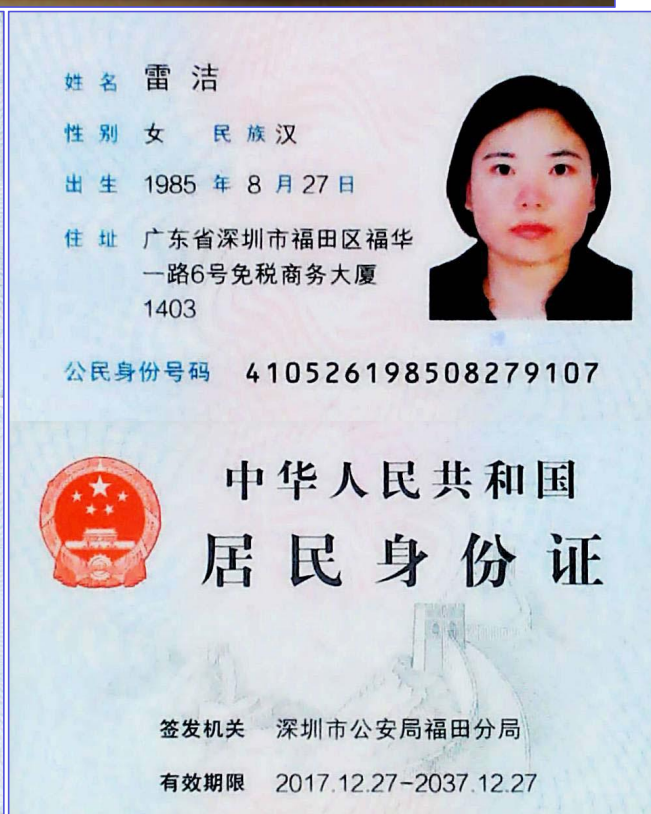 姓名 雷洁
性别 女 民族 汉
出生 1985 年 8 月 27 日
住址 广东省深圳市福田区福华
一路6号免税商务大厦
1403
公民身份号码 410526198508279107
中华人民共和国
居民身份证
签发机关 深圳市公安局福田分局
有效期限 2017.12.27-2037.12.27